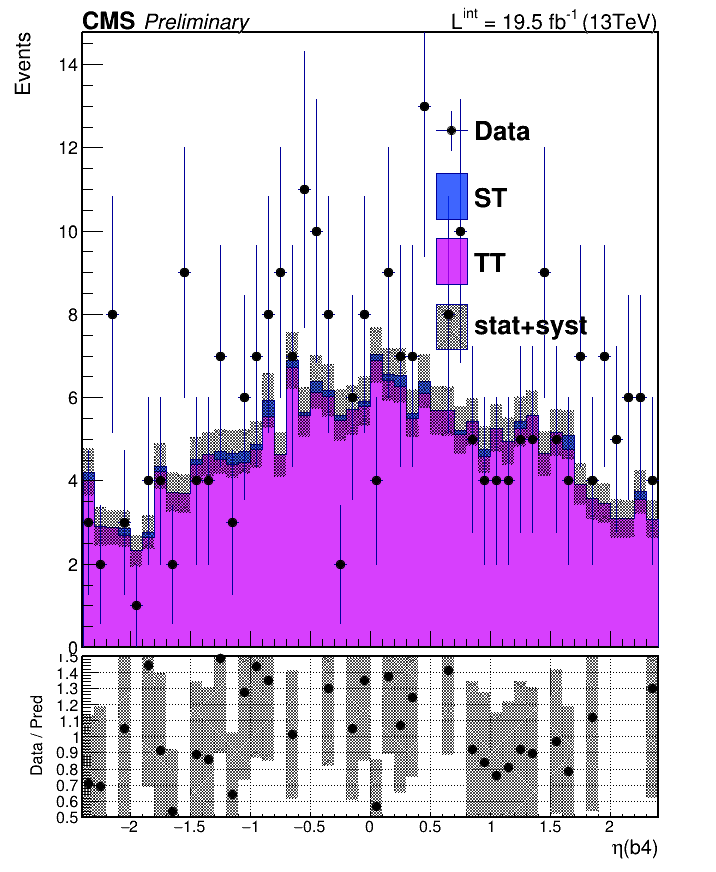 CMS Preliminary
L^int = 19.5 fb^-1 (13TeV)
Events
14
12
10
8
6
4
2
0
Data
ST
TT
stat+syst
Data / Pred
1.5
1.4
1.3
1.2
1.1
1
0.9
0.8
0.7
0.6
0.5
−2 −1.5 −1 −0.5 0 0.5 1 1.5 2
η(b4)